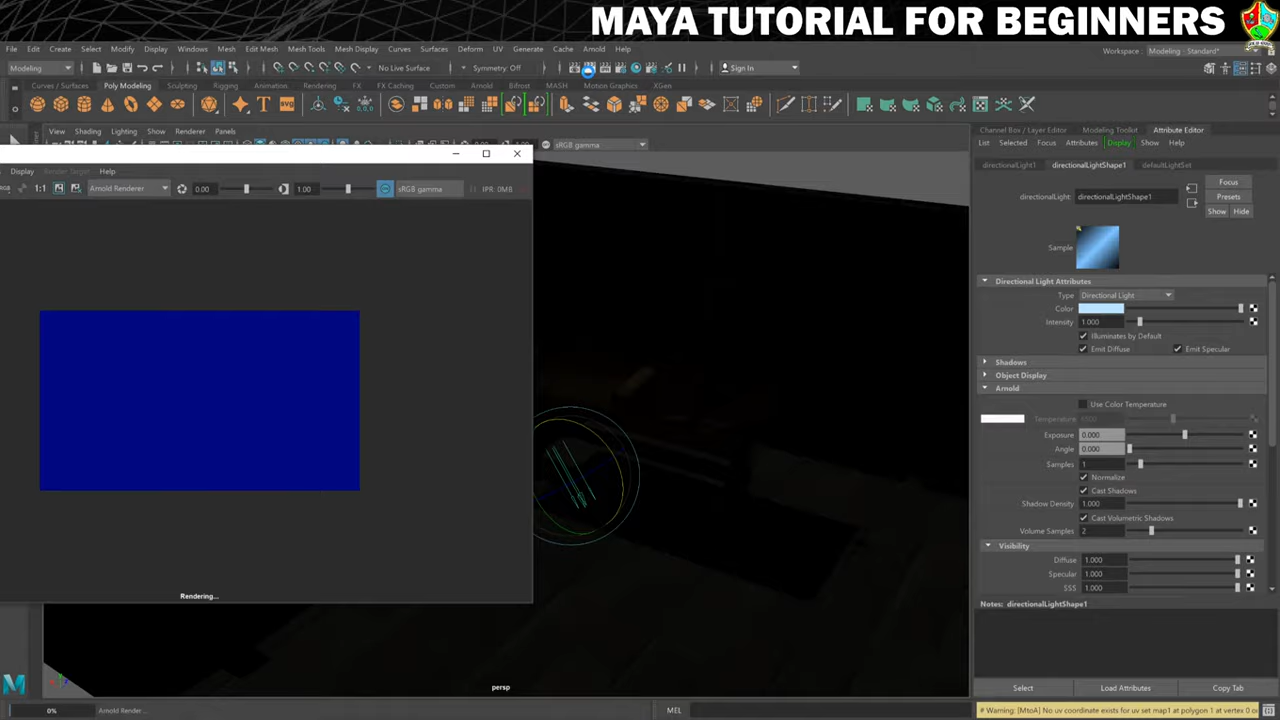 MAYA TUTORIAL FOR BEGINNERS
File Edit Create Select Modify Display Windows Mesh Edit Mesh Mesh Tools Mesh Display Curves Surfaces Deform UV Generate Cache Arnold Help
Workspace: Modeling - Standard*
Modeling
No Live Surface
Symmetry: Off
Sign In
Curves / Surfaces Poly Modeling Sculpting Rigging Animation Rendering FX FX Caching Custom Arnold Bifrost MASH Motion Graphics XGen
View Shading Lighting Show Renderer Panels
Channel Box / Layer Editor Modeling Toolkit Attribute Editor
List Selected Focus Attributes Display Show Help
sRGB gamma
directionalLight1 directionalLightShape1 defaultLightSet
Display Render Target Help
1:1 Arnold Renderer 0.00 1.00 sRGB gamma IPR: 0MB
Focus
directionalLight: directionalLightShape1
Presets
Show Hide
Sample
Directional Light Attributes
Type Directional Light
Color
Intensity 1.000
Illuminates by Default
Emit Diffuse Emit Specular
Shadows
Object Display
Arnold
Use Color Temperature
Temperature 6500
Exposure 0.000
Angle 0.000
Samples 1
Normalize
Cast Shadows
Shadow Density 1.000
Cast Volumetric Shadows
Volume Samples 2
Visibility
Diffuse 1.000
Specular 1.000
SSS 1.000
Rendering...
Notes: directionalLightShape1
persp
Select Load Attributes Copy Tab
0% Arnold Render...
MEL
# Warning: [MtoA] No uv coordinate exists for uv set map1 at polygon 1 at vertex 0 o